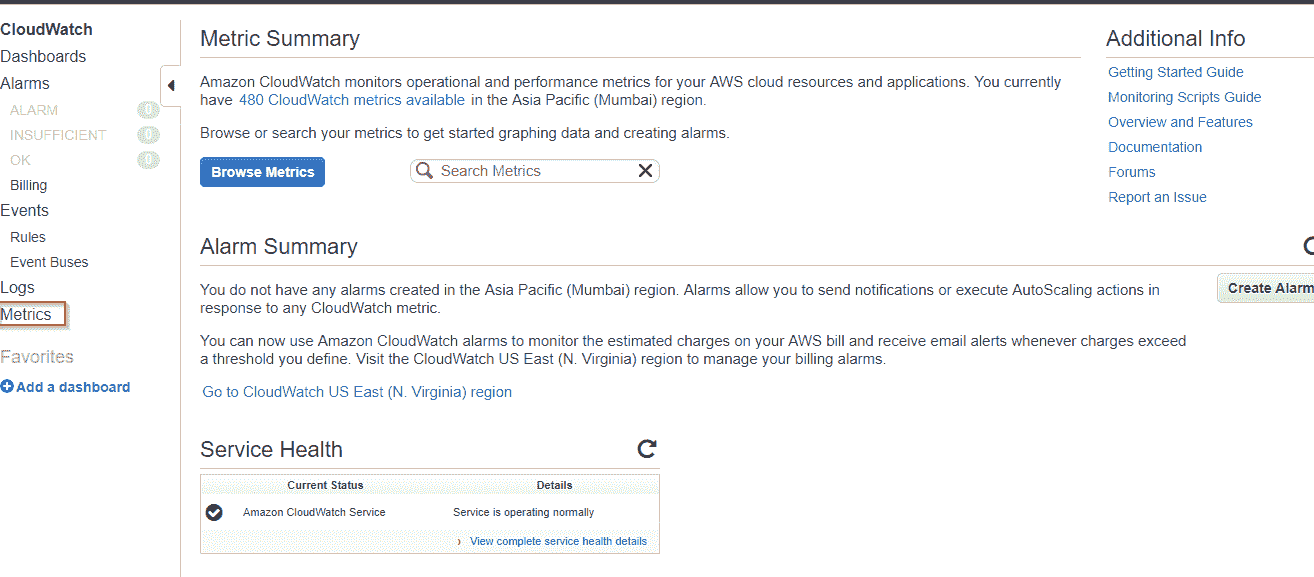 CloudWatch
Dashboards
Alarms
ALARM 0
INSUFFICIENT 0
OK 0
Billing
Events
Rules
Event Buses
Logs
Metrics
Favorites
Add a dashboard
Metric Summary
Amazon CloudWatch monitors operational and performance metrics for your AWS cloud resources and applications. You currently
have 480 CloudWatch metrics available in the Asia Pacific (Mumbai) region.
Browse or search your metrics to get started graphing data and creating alarms.
Browse Metrics
Search Metrics
Alarm Summary
You do not have any alarms created in the Asia Pacific (Mumbai) region. Alarms allow you to send notifications or execute AutoScaling actions in
response to any CloudWatch metric.
Create Alarm
You can now use Amazon CloudWatch alarms to monitor the estimated charges on your AWS bill and receive email alerts whenever charges exceed
a threshold you define. Visit the CloudWatch US East (N. Virginia) region to manage your billing alarms.
Go to CloudWatch US East (N. Virginia) region
Service Health
Current Status Details
Amazon CloudWatch Service Service is operating normally
› View complete service health details
Additional Info
Getting Started Guide
Monitoring Scripts Guide
Overview and Features
Documentation
Forums
Report an Issue